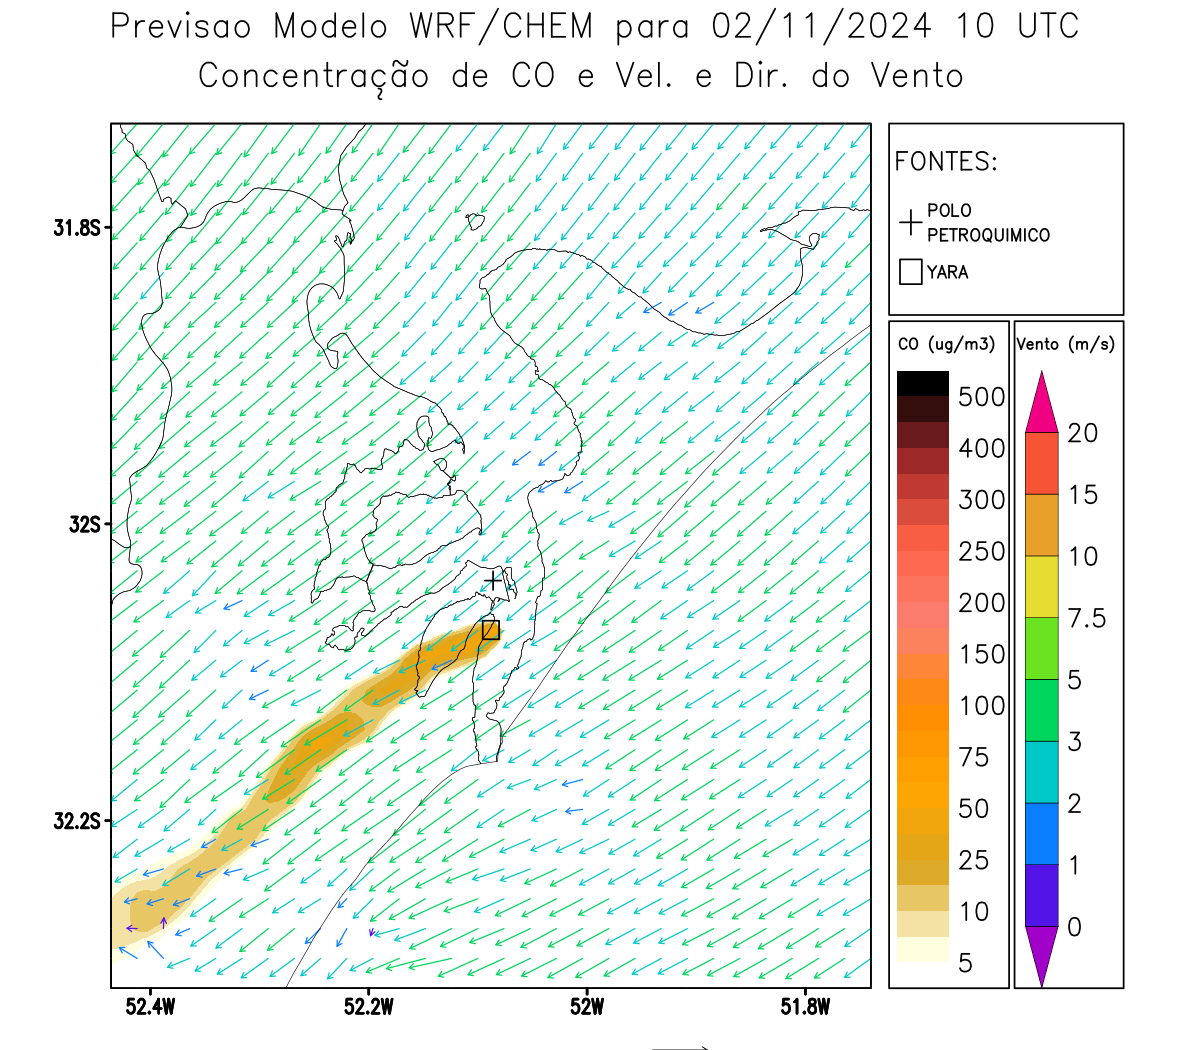 Previsao Modelo WRF/CHEM para 02/11/2024 10 UTC
Concentração de CO e Vel. e Dir. do Vento
FONTES:
POLO
PETROQUIMICO
YARA
CO (ug/m3)
500
400
300
250
200
150
100
75
50
25
10
5
Vento (m/s)
20
15
10
7.5
5
3
2
1
0
31.8S
32S
32.2S
52.4W
52.2W
52W
51.8W